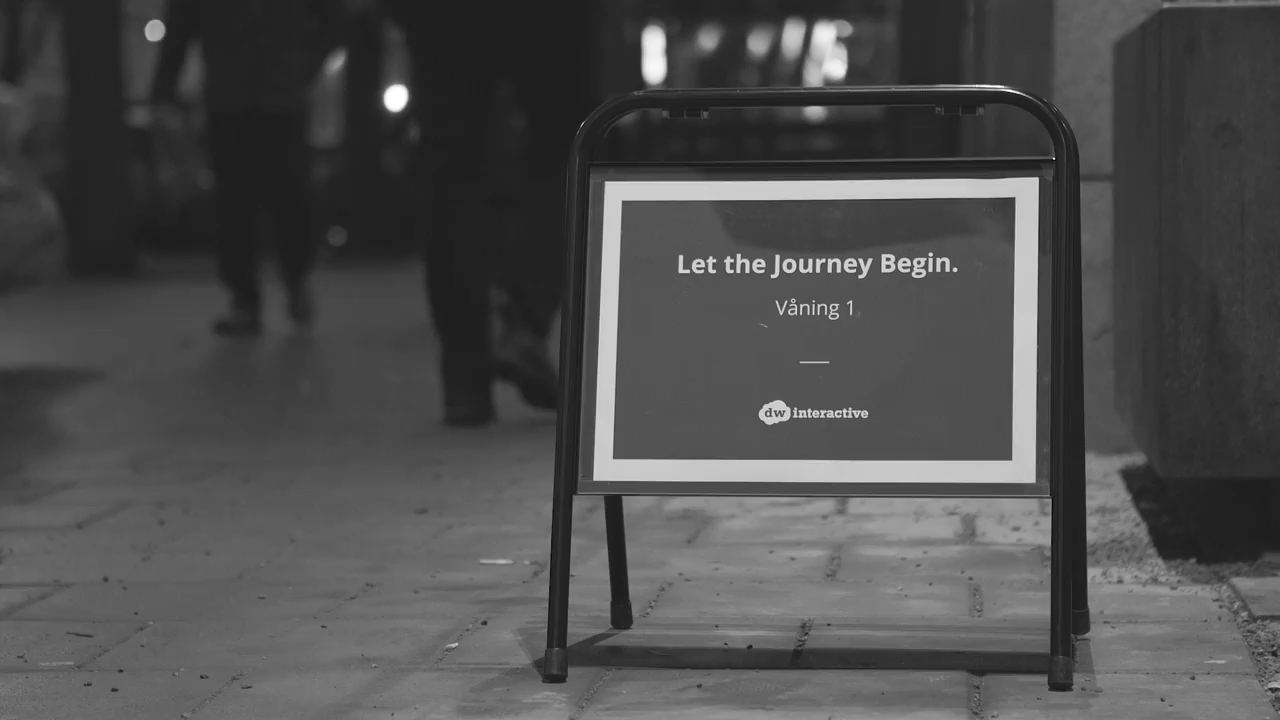 Let the Journey Begin.
Våning 1
dw interactive